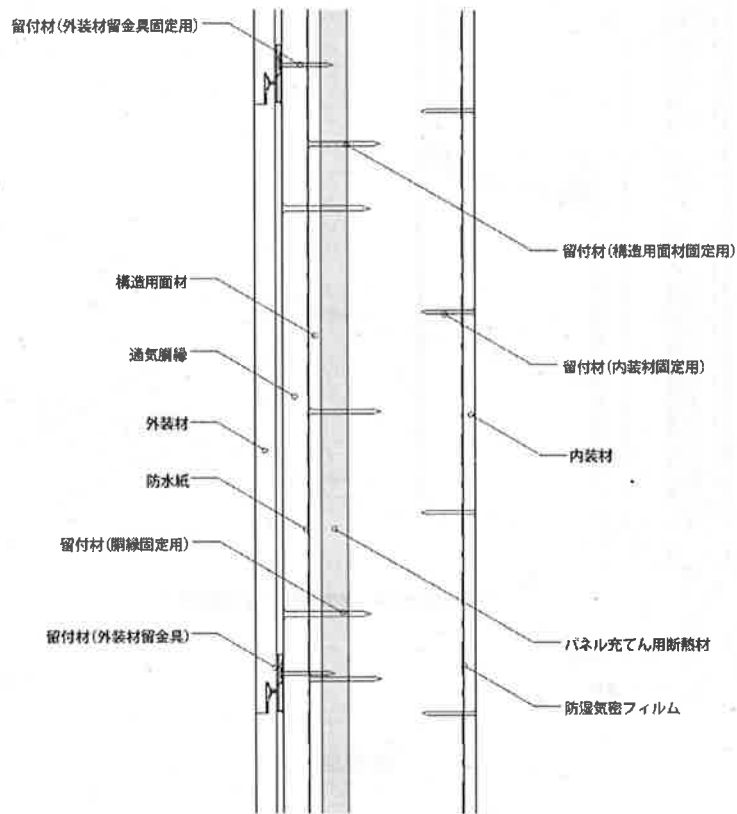 留付材(外装材留金具固定用)
留付材(構造用面材固定用)
構造用面材
通気胴縁
留付材(内装材固定用)
外装材
内装材
防水紙
留付材(胴縁固定用)
留付材(外装材留金具)
パネル充てん用断熱材
防湿気密フィルム